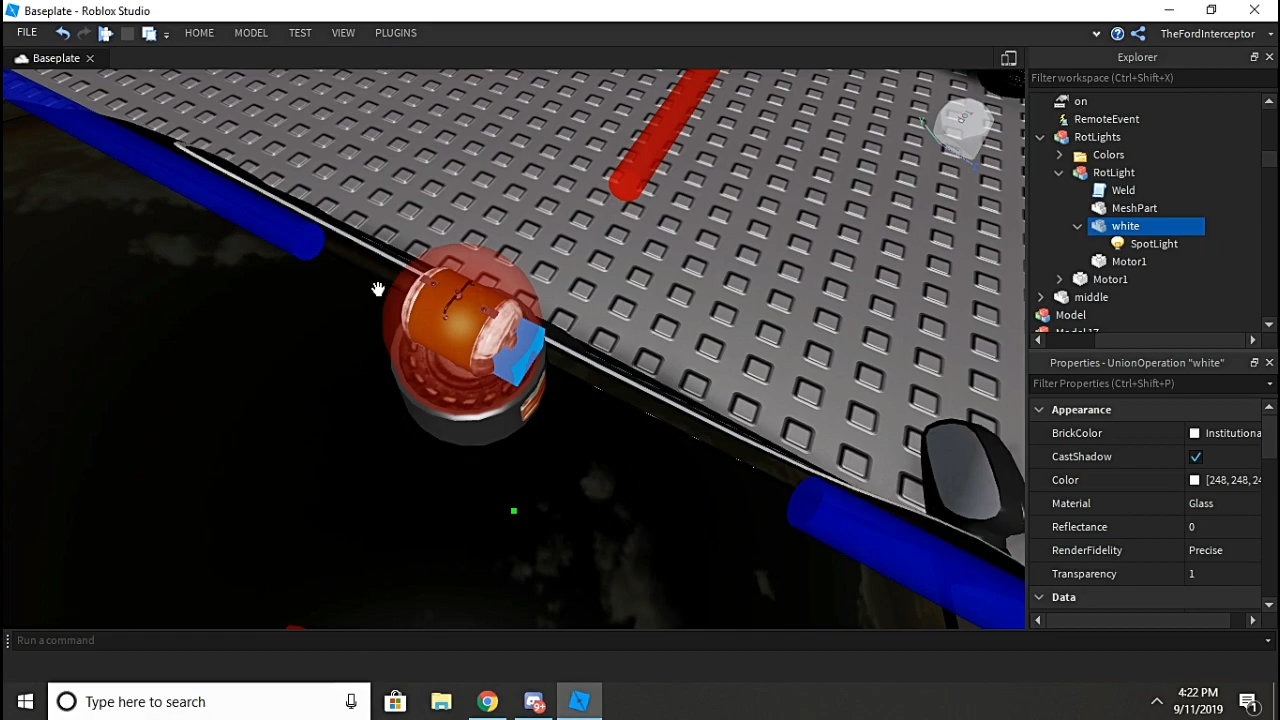 Baseplate - Roblox Studio
FILE HOME MODEL TEST VIEW PLUGINS TheFordInterceptor
Baseplate
Explorer
Filter workspace (Ctrl+Shift+X)
on
RemoteEvent
RotLights
Colors
RotLight
Weld
MeshPart
white
SpotLight
Motor1
Motor1
middle
Model
Properties - UnionOperation "white"
Filter Properties (Ctrl+Shift+P)
Appearance
BrickColor Institutiona
CastShadow
Color [248, 248, 24
Material Glass
Reflectance 0
RenderFidelity Precise
Transparency 1
Data
Run a command
Type here to search
9+
4:22 PM
9/11/2019
1